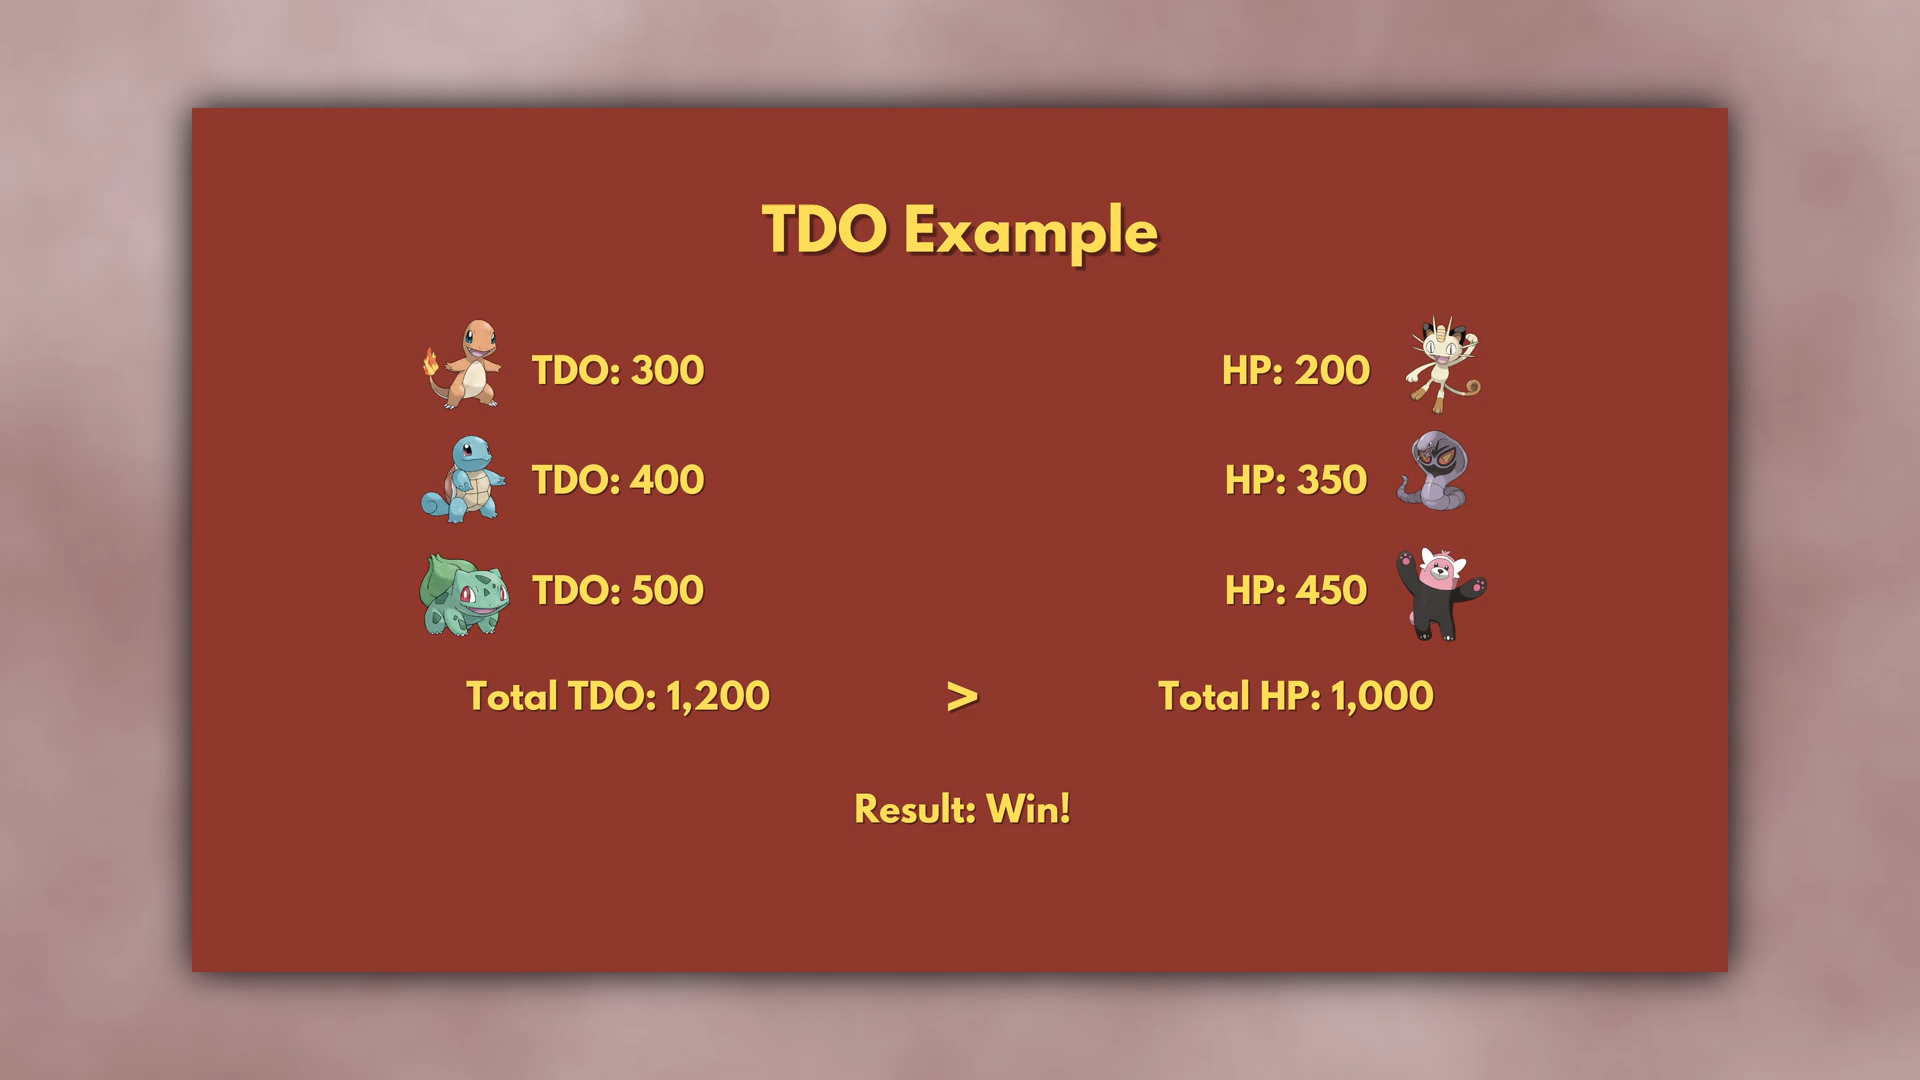 TDO Example
TDO: 300
HP: 200
TDO: 400
HP: 350
TDO: 500
HP: 450
Total TDO: 1,200 > Total HP: 1,000
Result: Win!